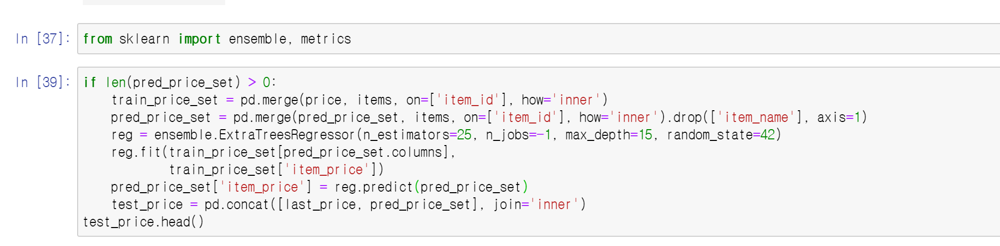 In [37]: from sklearn import ensemble, metrics
In [39]: if len(pred_price_set) > 0:
    train_price_set = pd.merge(price, items, on=['item_id'], how='inner')
    pred_price_set = pd.merge(pred_price_set, items, on=['item_id'], how='inner').drop(['item_name'], axis=1)
    reg = ensemble.ExtraTreesRegressor(n_estimators=25, n_jobs=-1, max_depth=15, random_state=42)
    reg.fit(train_price_set[pred_price_set.columns],
            train_price_set['item_price'])
    pred_price_set['item_price'] = reg.predict(pred_price_set)
    test_price = pd.concat([last_price, pred_price_set], join='inner')
test_price.head()